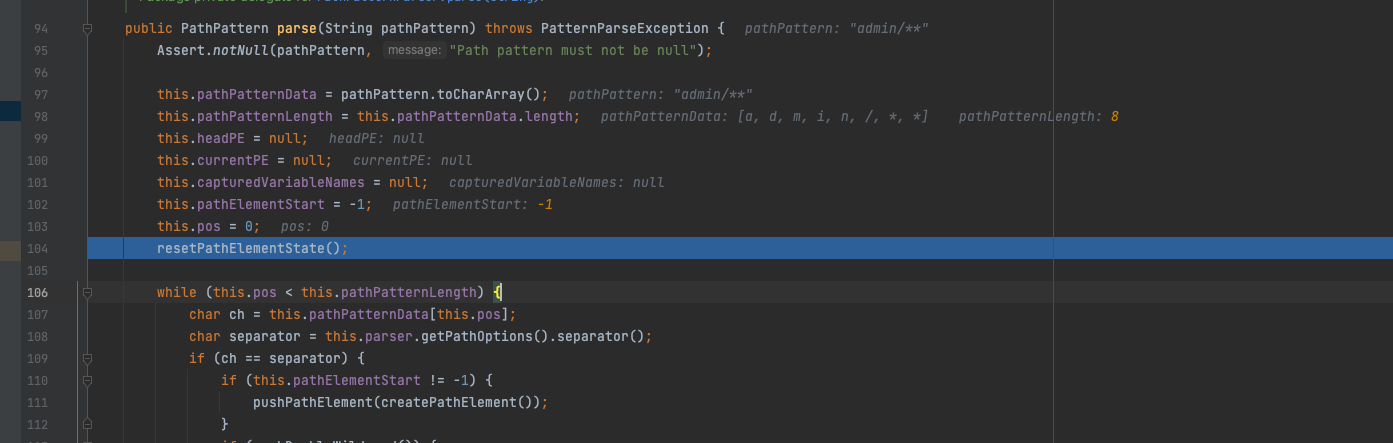 94 public PathPattern parse(String pathPattern) throws PatternParseException { pathPattern: "admin/**"
95 Assert.notNull(pathPattern, message: "Path pattern must not be null");
96
97 this.pathPatternData = pathPattern.toCharArray(); pathPattern: "admin/**"
98 this.pathPatternLength = this.pathPatternData.length; pathPatternData: [a, d, m, i, n, /, *, *] pathPatternLength: 8
99 this.headPE = null; headPE: null
100 this.currentPE = null; currentPE: null
101 this.capturedVariableNames = null; capturedVariableNames: null
102 this.pathElementStart = -1; pathElementStart: -1
103 this.pos = 0; pos: 0
104 resetPathElementState();
105
106 while (this.pos < this.pathPatternLength) {
107 char ch = this.pathPatternData[this.pos];
108 char separator = this.parser.getPathOptions().separator();
109 if (ch == separator) {
110 if (this.pathElementStart != -1) {
111 pushPathElement(createPathElement());
112 }